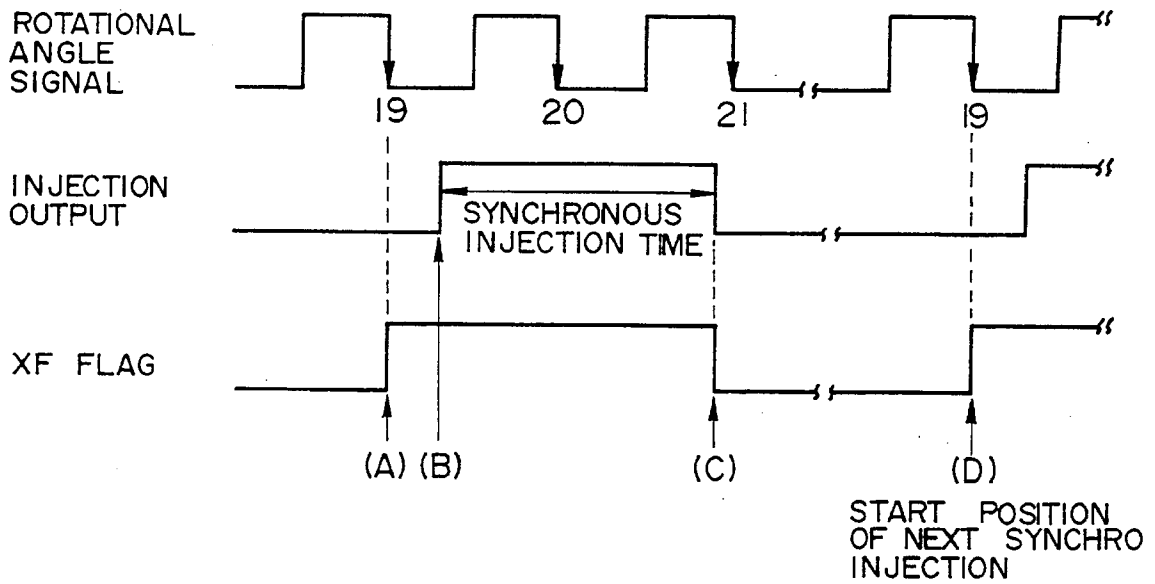 ROTATIONAL
ANGLE
SIGNAL
19
20
21
19
INJECTION
OUTPUT
SYNCHRONOUS
INJECTION TIME
XF FLAG
(A)
(B)
(C)
(D)
START POSITION
OF NEXT SYNCHRO
INJECTION